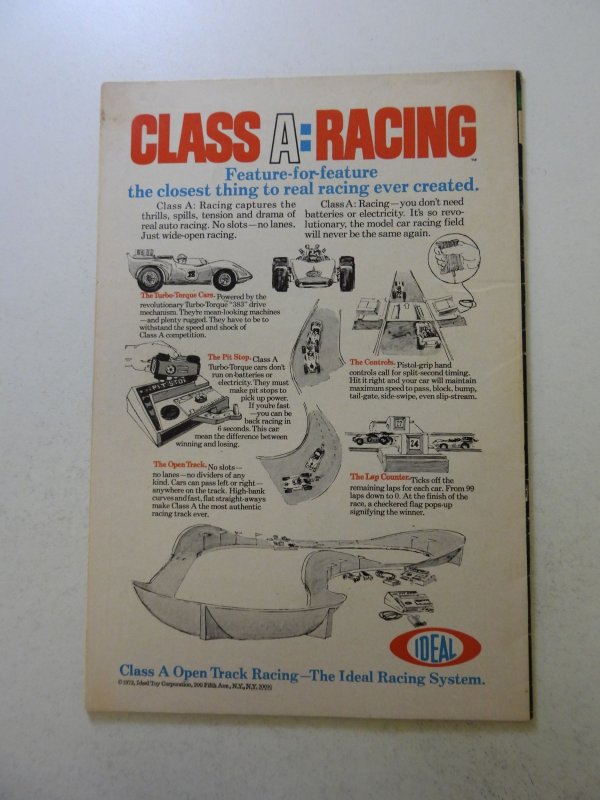 CLASS A: RACING
Feature-for-feature
the closest thing to real racing ever created.
Class A: Racing captures the
thrills, spills, tension and drama of
real auto racing. No slots—no lanes.
Just wide-open racing.
Class A: Racing—you don't need
batteries or electricity. It's so revo-
lutionary, the model car racing field
will never be the same again.
The Turbo-Torque Cars. Powered by the
revolutionary Turbo-Torque "383" drive
mechanism. They're mean-looking machines
—and plenty rugged. They have to be to
withstand the speed and shock of
Class A competition.
The Pit Stop. Class A
Turbo-Torque cars don't
run on batteries or
electricity. They must
make pit stops to
pick up power.
If you're fast
—you can be
back racing in
6 seconds. This car
mean the difference between
winning and losing.
PIT STOP
The Controls. Pistol-grip hand
controls call for split-second timing.
Hit it right and your car will maintain
maximum speed to pass, block, bump,
tail-gate, side-swipe, even slip-stream.
The Open Track. No slots—
no lanes—no dividers of any
kind. Cars can pass left or right—
anywhere on the track. High-bank
curves and fast, flat straight-aways
make Class A the most authentic
racing track ever.
24
The Lap Counter. Ticks off the
remaining laps for each car. From 99
laps down to 0. At the finish of the
race, a checkered flag pops-up
signifying the winner.
IDEAL
Class A Open Track Racing—The Ideal Racing System.
© 1972, Ideal Toy Corporation, 200 Fifth Ave., N.Y., N.Y. 10010